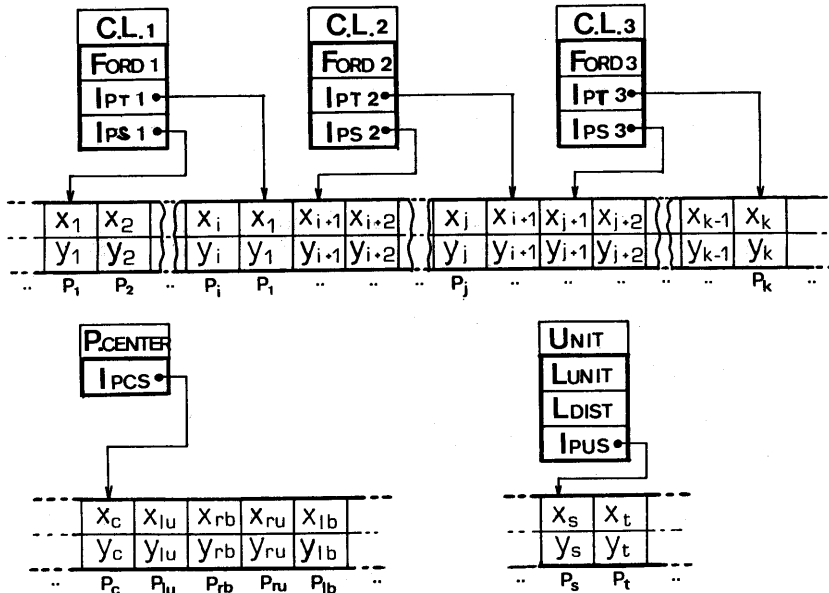 C.L.1 C.L.2 C.L.3
FORD 1 FORD 2 FORD 3
IPT 1 IPT 2 IPT 3
IPS 1 IPS 2 IPS 3
x1 x2 xi x1 xi+1 xi+2 xj xi+1 xj+1 xj+2 xk-1 xk
y1 y2 yi y1 yi+1 yi+2 yj yi+1 yj+1 yj+2 yk-1 yk
.. P1 P2 .. Pi P1 .. .. .. Pj .. .. .. .. .. Pk ..
P.CENTER UNIT
IPCS LUNIT
LDIST
IPUS
xc xlu xrb xru xlb xs xt
yc ylu yrb yru ylb ys yt
.. Pc Plu Prb Pru Plb .. .. Ps Pt ..